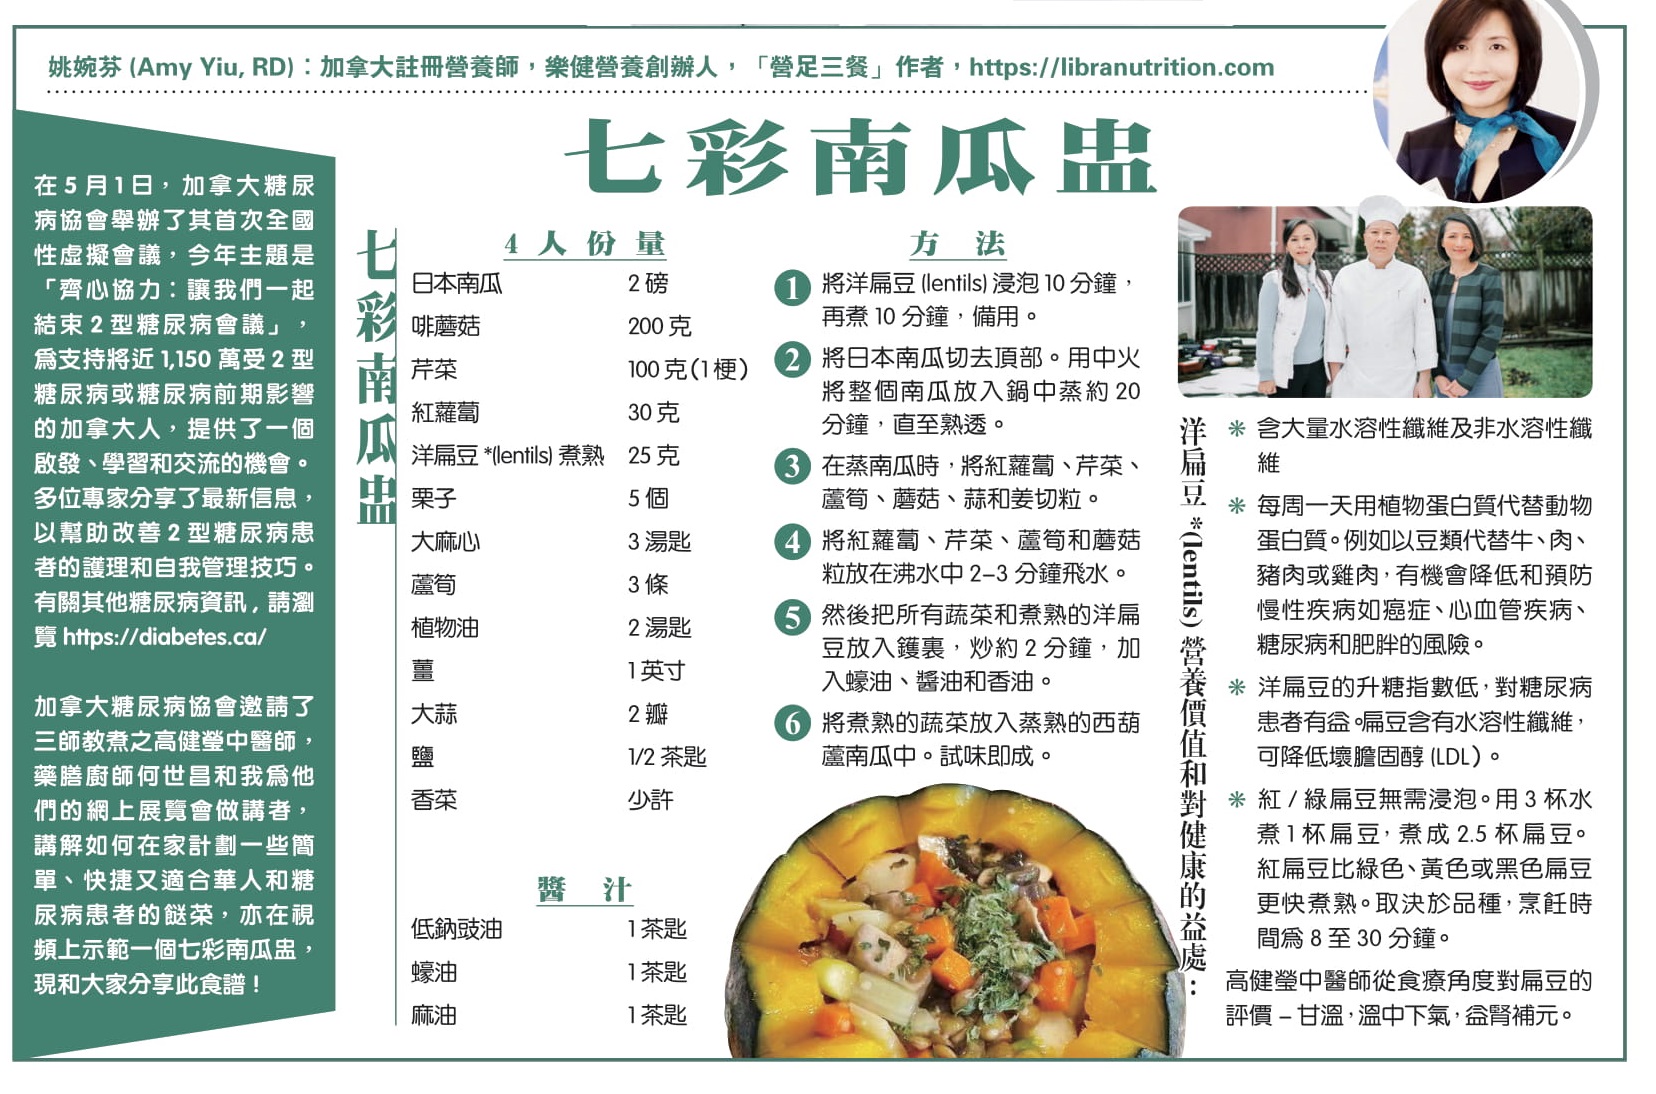 姚婉芬 (Amy Yiu, RD)：加拿大註冊營養師，樂健營養創辦人，「營足三餐」作者，https://libranutrition.com
七彩南瓜盅
在 5 月 1 日，加拿大糖尿
病協會舉辦了其首次全國
性虛擬會議，今年主題是
「齊心協力：讓我們一起
結束 2 型糖尿病會議」，
為支持將近 1,150 萬受 2 型
糖尿病或糖尿病前期影響
的加拿大人，提供了一個
啟發、學習和交流的機會。
多位專家分享了最新信息，
以幫助改善 2 型糖尿病患
者的護理和自我管理技巧。
有關其他糖尿病資訊，請瀏
覽 https://diabetes.ca/
加拿大糖尿病協會邀請了
三師教煮之高健瑩中醫師，
藥膳廚師何世昌和我為他
們的網上展覽會做講者，
講解如何在家計劃一些簡
單、快捷又適合華人和糖
尿病患者的餸菜，亦在視
頻上示範一個七彩南瓜盅，
現和大家分享此食譜！
七彩南瓜盅
4 人份量
日本南瓜 2 磅
啡蘑菇 200 克
芹菜 100 克(1 梗)
紅蘿蔔 30 克
洋扁豆 *(lentils) 煮熟 25 克
栗子 5 個
大麻心 3 湯匙
蘆筍 3 條
植物油 2 湯匙
薑 1 英寸
大蒜 2 瓣
鹽 1/2 茶匙
香菜 少許
醬汁
低鈉豉油 1 茶匙
蠔油 1 茶匙
麻油 1 茶匙
方法
1 將洋扁豆 (lentils) 浸泡 10 分鐘，
再煮 10 分鐘，備用。
2 將日本南瓜切去頂部。用中火
將整個南瓜放入鍋中蒸約 20
分鐘，直至熟透。
3 在蒸南瓜時，將紅蘿蔔、芹菜、
蘆筍、蘑菇、蒜和姜切粒。
4 將紅蘿蔔、芹菜、蘆筍和蘑菇
粒放在沸水中 2–3 分鐘飛水。
5 然後把所有蔬菜和煮熟的洋扁
豆放入鑊裏，炒約 2 分鐘，加
入蠔油、醬油和香油。
6 將煮熟的蔬菜放入蒸熟的西葫
蘆南瓜中。試味即成。
洋扁豆 *(lentils) 營養價值和對健康的益處：
含大量水溶性纖維及非水溶性纖
維
每周一天用植物蛋白質代替動物
蛋白質。例如以豆類代替牛、肉、
豬肉或雞肉，有機會降低和預防
慢性疾病如癌症、心血管疾病、
糖尿病和肥胖的風險。
洋扁豆的升糖指數低，對糖尿病
患者有益。扁豆含有水溶性纖維，
可降低壞膽固醇 (LDL)。
紅 / 綠扁豆無需浸泡。用 3 杯水
煮 1 杯扁豆，煮成 2.5 杯扁豆。
紅扁豆比綠色、黃色或黑色扁豆
更快煮熟。取決於品種，烹飪時
間為 8 至 30 分鐘。
高健瑩中醫師從食療角度對扁豆的
評價 – 甘溫，溫中下氣，益腎補元。